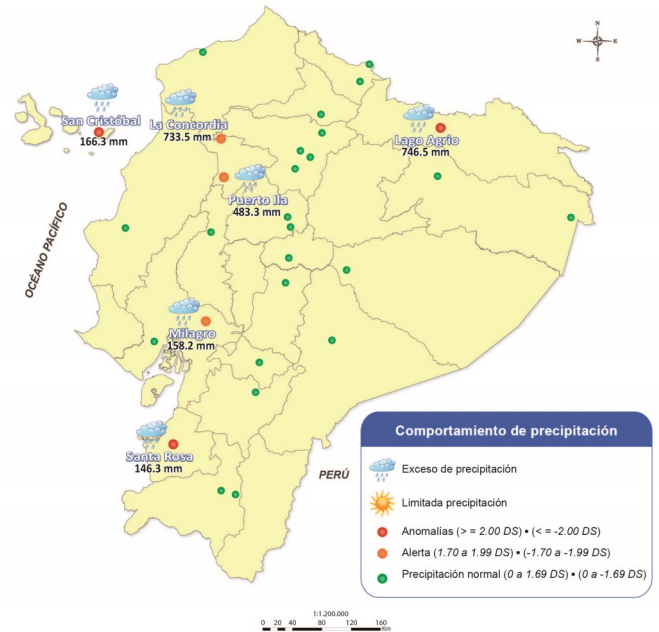 N
W E
S
San Cristóbal
166.3 mm
La Concordia
733.5 mm
Lago Agrio
746.5 mm
Puerto Ila
483.3 mm
OCÉANO PACÍFICO
Milagro
158.2 mm
Santa Rosa
146.3 mm
PERÚ
Comportamiento de precipitación
Exceso de precipitación
Limitada precipitación
Anomalías (> = 2.00 DS) • (< = -2.00 DS)
Alerta (1.70 a 1.99 DS) • (-1.70 a -1.99 DS)
Precipitación normal (0 a 1.69 DS) • (0 a -1.69 DS)
1:1.200.000
0 20 40 80 120 160
Km